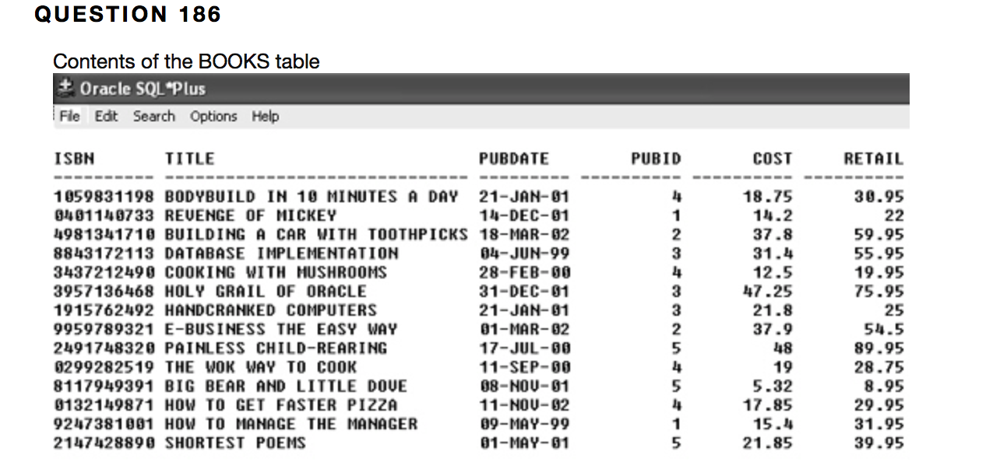 QUESTION 186
Contents of the BOOKS table
Oracle SQL*Plus
File Edit Search Options Help
ISBN TITLE PUBDATE PUBID COST RETAIL
---------- ------------------------------ --------- ---------- ---------- ----------
1059831198 BODYBUILD IN 10 MINUTES A DAY 21-JAN-01 4 18.75 30.95
0401140733 REVENGE OF MICKEY 14-DEC-01 1 14.2 22
4981341710 BUILDING A CAR WITH TOOTHPICKS 18-MAR-02 2 37.8 59.95
8843172113 DATABASE IMPLEMENTATION 04-JUN-99 3 31.4 55.95
3437212490 COOKING WITH MUSHROOMS 28-FEB-00 4 12.5 19.95
3957136468 HOLY GRAIL OF ORACLE 31-DEC-01 3 47.25 75.95
1915762492 HANDCRANKED COMPUTERS 21-JAN-01 3 21.8 25
9959789321 E-BUSINESS THE EASY WAY 01-MAR-02 2 37.9 54.5
2491748320 PAINLESS CHILD-REARING 17-JUL-00 5 48 89.95
0299282519 THE WOK WAY TO COOK 11-SEP-00 4 19 28.75
8117949391 BIG BEAR AND LITTLE DOVE 08-NOV-01 5 5.32 8.95
0132149871 HOW TO GET FASTER PIZZA 11-NOV-02 4 17.85 29.95
9247381001 HOW TO MANAGE THE MANAGER 09-MAY-99 1 15.4 31.95
2147428890 SHORTEST POEMS 01-MAY-01 5 21.85 39.95